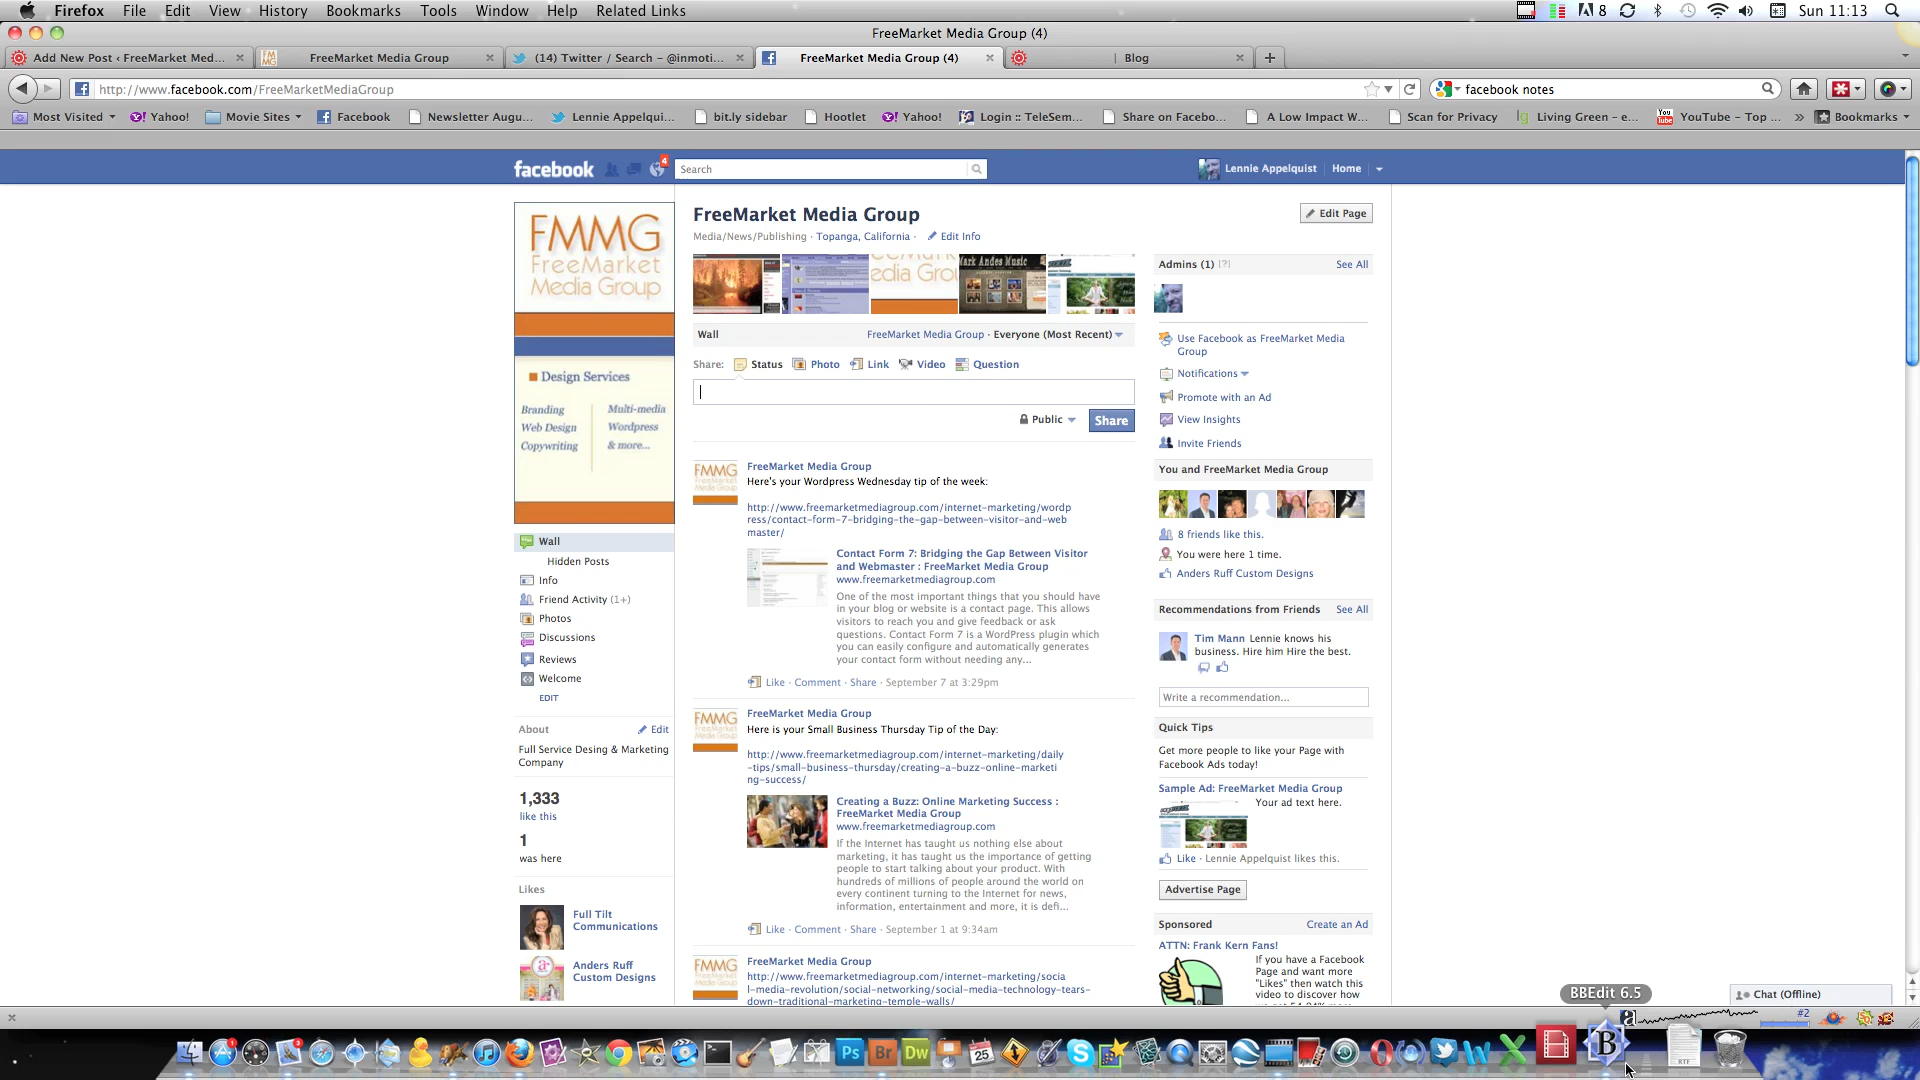 Firefox File Edit View History Bookmarks Tools Window Help Related Links 8 Sun 11:13
FreeMarket Media Group (4)
Add New Post ‹ FreeMarket Med... FreeMarket Media Group (14) Twitter / Search - @inmoti... FreeMarket Media Group (4) | Blog
http://www.facebook.com/FreeMarketMediaGroup facebook notes
Most Visited Yahoo! Movie Sites Facebook Newsletter Augu... Lennie Appelqui... bit.ly sidebar Hootlet Yahoo! Login :: TeleSem... Share on Facebo... A Low Impact W... Scan for Privacy Living Green - e... YouTube - Top ... » Bookmarks
facebook 4 Search Lennie Appelquist Home
FMMG
FreeMarket
Media Group
Design Services
Branding Multi-media
Web Design Wordpress
Copywriting & more...
Wall
Hidden Posts
Info
Friend Activity (1+)
Photos
Discussions
Reviews
Welcome
EDIT
About Edit
Full Service Desing & Marketing
Company
1,333
like this
1
was here
Likes
Full Tilt
Communications
Anders Ruff
Custom Designs
FreeMarket Media Group
Media/News/Publishing · Topanga, California · Edit Info
Mark Andes Music
Wall FreeMarket Media Group · Everyone (Most Recent)
Share: Status Photo Link Video Question
Public Share
FreeMarket Media Group
Here's your Wordpress Wednesday tip of the week:
http://www.freemarketmediagroup.com/internet-marketing/wordp
ress/contact-form-7-bridging-the-gap-between-visitor-and-web
master/
Contact Form 7: Bridging the Gap Between Visitor
and Webmaster : FreeMarket Media Group
www.freemarketmediagroup.com
One of the most important things that you should have
in your blog or website is a contact page. This allows
visitors to reach you and give feedback or ask
questions. Contact Form 7 is a WordPress plugin which
you can easily configure and automatically generates
your contact form without needing any...
Like · Comment · Share · September 7 at 3:29pm
FreeMarket Media Group
Here is your Small Business Thursday Tip of the Day:
http://www.freemarketmediagroup.com/internet-marketing/daily
-tips/small-business-thursday/creating-a-buzz-online-marketi
ng-success/
Creating a Buzz: Online Marketing Success :
FreeMarket Media Group
www.freemarketmediagroup.com
If the Internet has taught us nothing else about
marketing, it has taught us the importance of getting
people to start talking about your product. With
hundreds of millions of people around the world on
every continent turning to the Internet for news,
information, entertainment and more, it is defi...
Like · Comment · Share · September 1 at 9:34am
FreeMarket Media Group
http://www.freemarketmediagroup.com/internet-marketing/socia
l-media-revolution/social-networking/social-media-technology-tears-
down-traditional-marketing-temple-walls/
Edit Page
Admins (1) [?] See All
Use Facebook as FreeMarket Media
Group
Notifications
Promote with an Ad
View Insights
Invite Friends
You and FreeMarket Media Group
8 friends like this.
You were here 1 time.
Anders Ruff Custom Designs
Recommendations from Friends See All
Tim Mann Lennie knows his
business. Hire him Hire the best.
Write a recommendation...
Quick Tips
Get more people to like your Page with
Facebook Ads today!
Sample Ad: FreeMarket Media Group
Your ad text here.
Like · Lennie Appelquist likes this.
Advertise Page
Sponsored Create an Ad
ATTN: Frank Kern Fans!
If you have a Facebook
Page and want more
"Likes" then watch this
video to discover how
BBEdit 6.5
Chat (Offline)
#2
Ps Br Dw 25
RTF